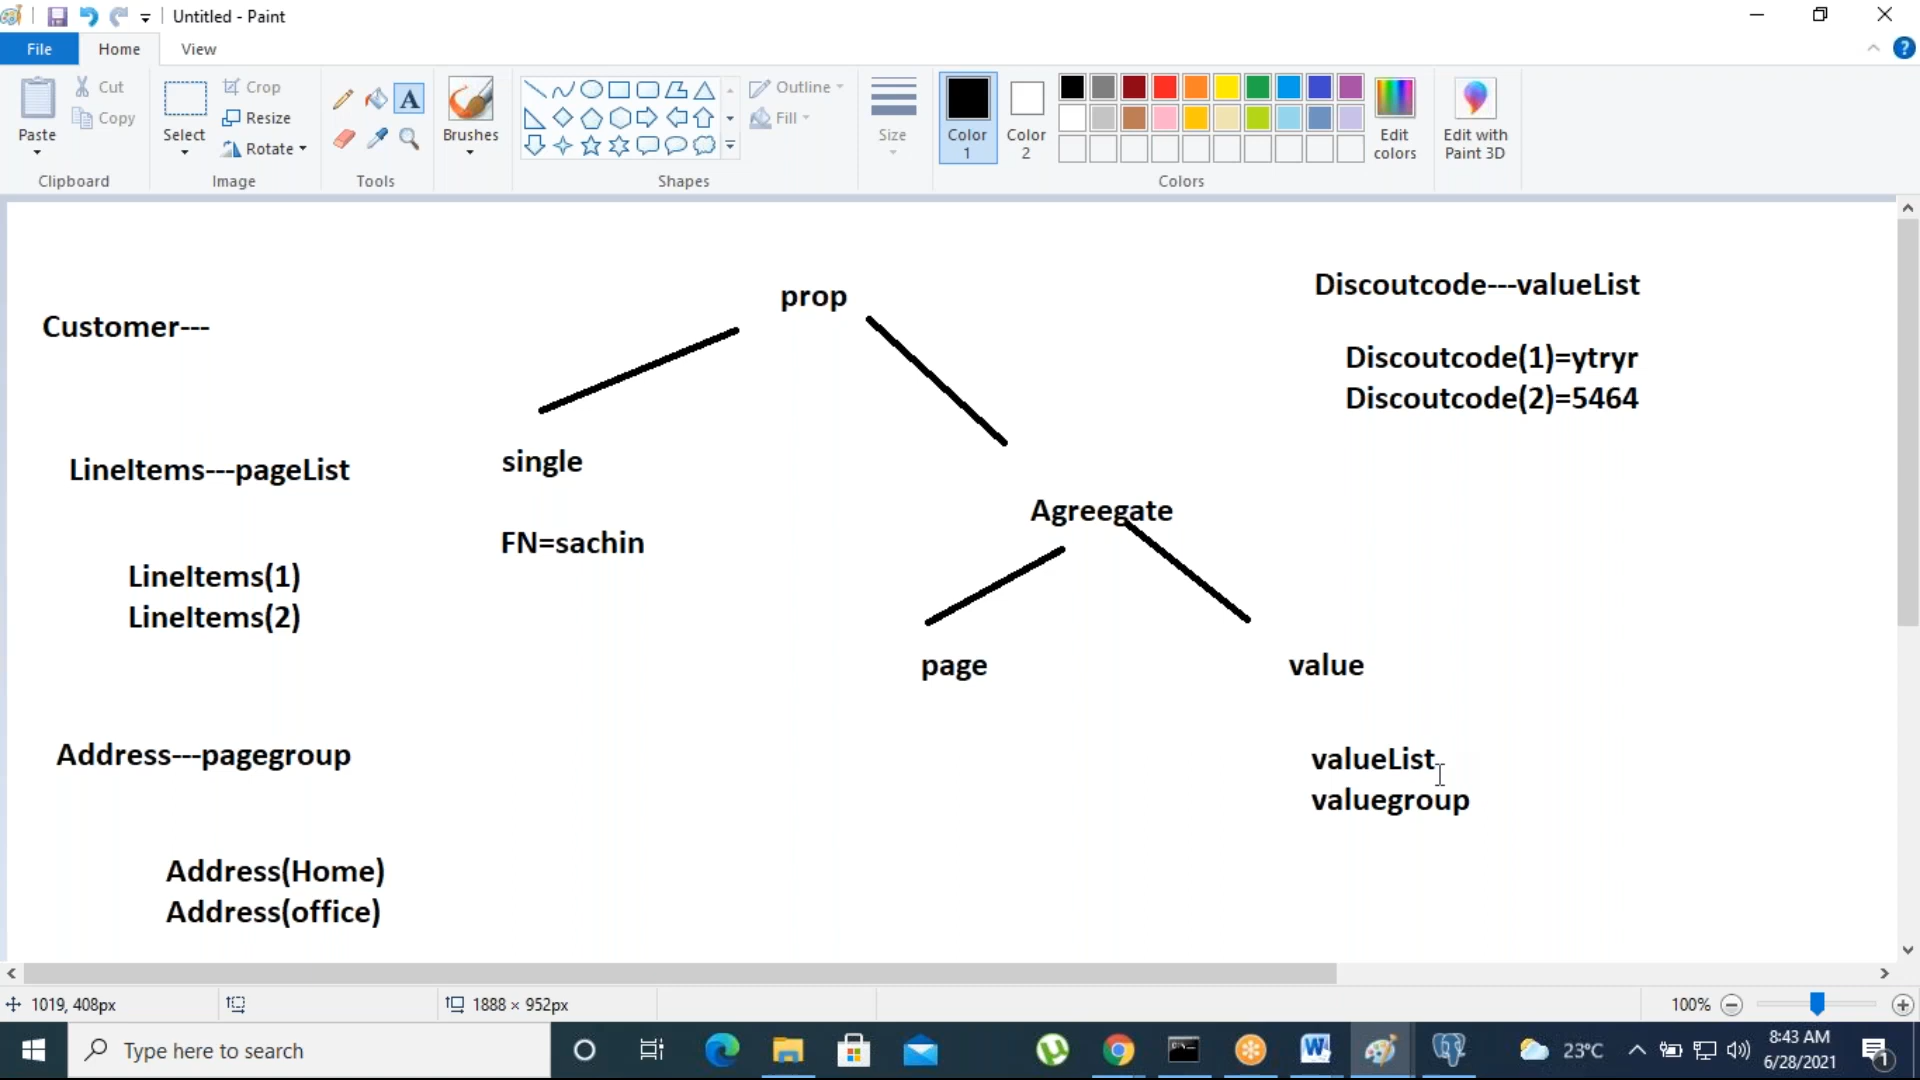 Untitled - Paint
File
Home
View
Paste
Cut
Copy
Clipboard
Select
Crop
Resize
Rotate
Image
A
Tools
Brushes
Shapes
Outline
Fill
Size
Color
1
Color
2
Edit
colors
Colors
Edit with
Paint 3D
prop
Discoutcode---valueList
Customer---
Discoutcode(1)=ytryr
Discoutcode(2)=5464
LineItems---pageList
single
Agreegate
FN=sachin
LineItems(1)
LineItems(2)
page
value
Address---pagegroup
valueList
valuegroup
Address(Home)
Address(office)
1019, 408px
1888 × 952px
100%
Type here to search
23°C
8:43 AM
6/28/2021
1